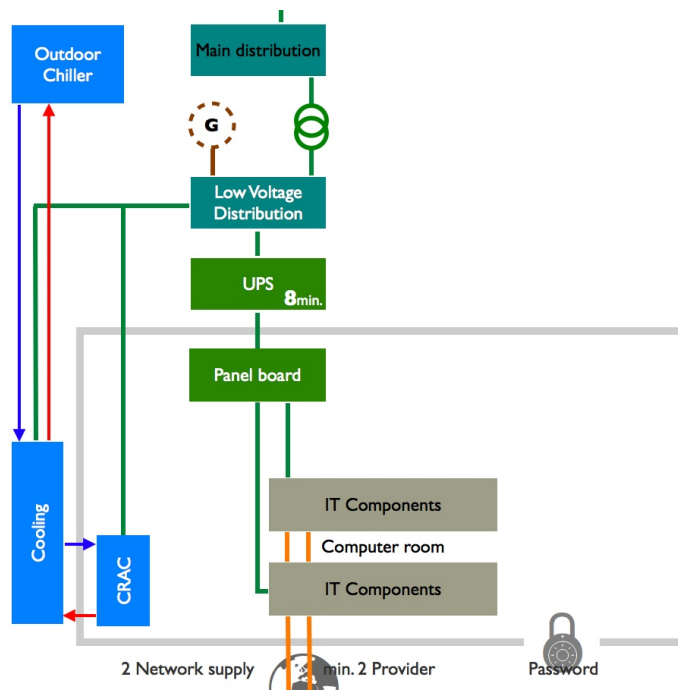 Outdoor
Chiller
Main distribution
G
Low Voltage
Distribution
UPS
8min.
Panel board
IT Components
Computer room
IT Components
Cooling
CRAC
2 Network supply
min. 2 Provider
Password